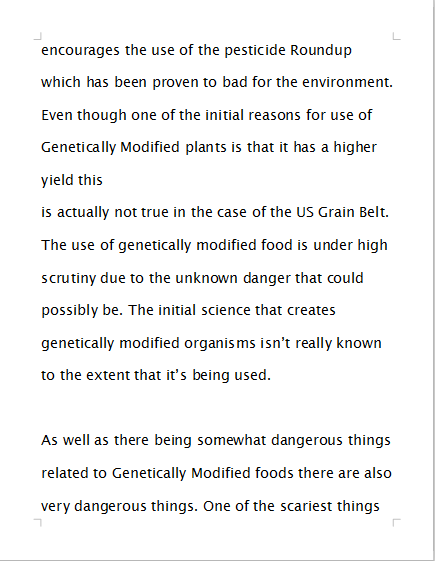 encourages the use of the pesticide Roundup
which has been proven to bad for the environment.
Even though one of the initial reasons for use of
Genetically Modified plants is that it has a higher
yield this
is actually not true in the case of the US Grain Belt.
The use of genetically modified food is under high
scrutiny due to the unknown danger that could
possibly be. The initial science that creates
genetically modified organisms isn’t really known
to the extent that it’s being used.
As well as there being somewhat dangerous things
related to Genetically Modified foods there are also
very dangerous things. One of the scariest things